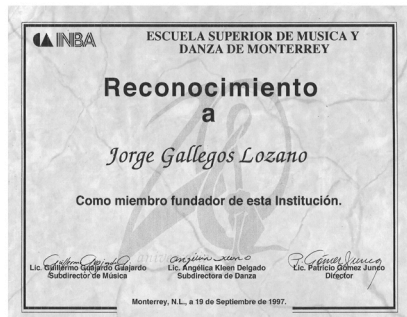 INBA
ESCUELA SUPERIOR DE MUSICA Y
DANZA DE MONTERREY
Reconocimiento
a
Jorge Gallegos Lozano
Como miembro fundador de esta Institución.
Lic. Guillermo Guajardo Guajardo
Subdirector de Música
Lic. Angélica Kleen Delgado
Subdirectora de Danza
Lic. Patricio Gómez Junco
Director
Monterrey, N.L., a 19 de Septiembre de 1997.